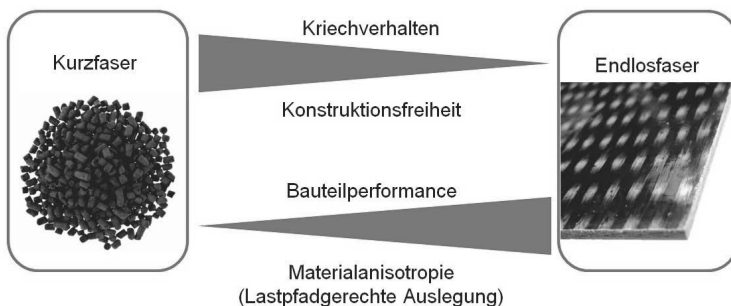 Kurzfaser
Kriechverhalten
Konstruktionsfreiheit
Endlosfaser
Bauteilperformance
Materialanisotropie
(Lastpfadgerechte Auslegung)